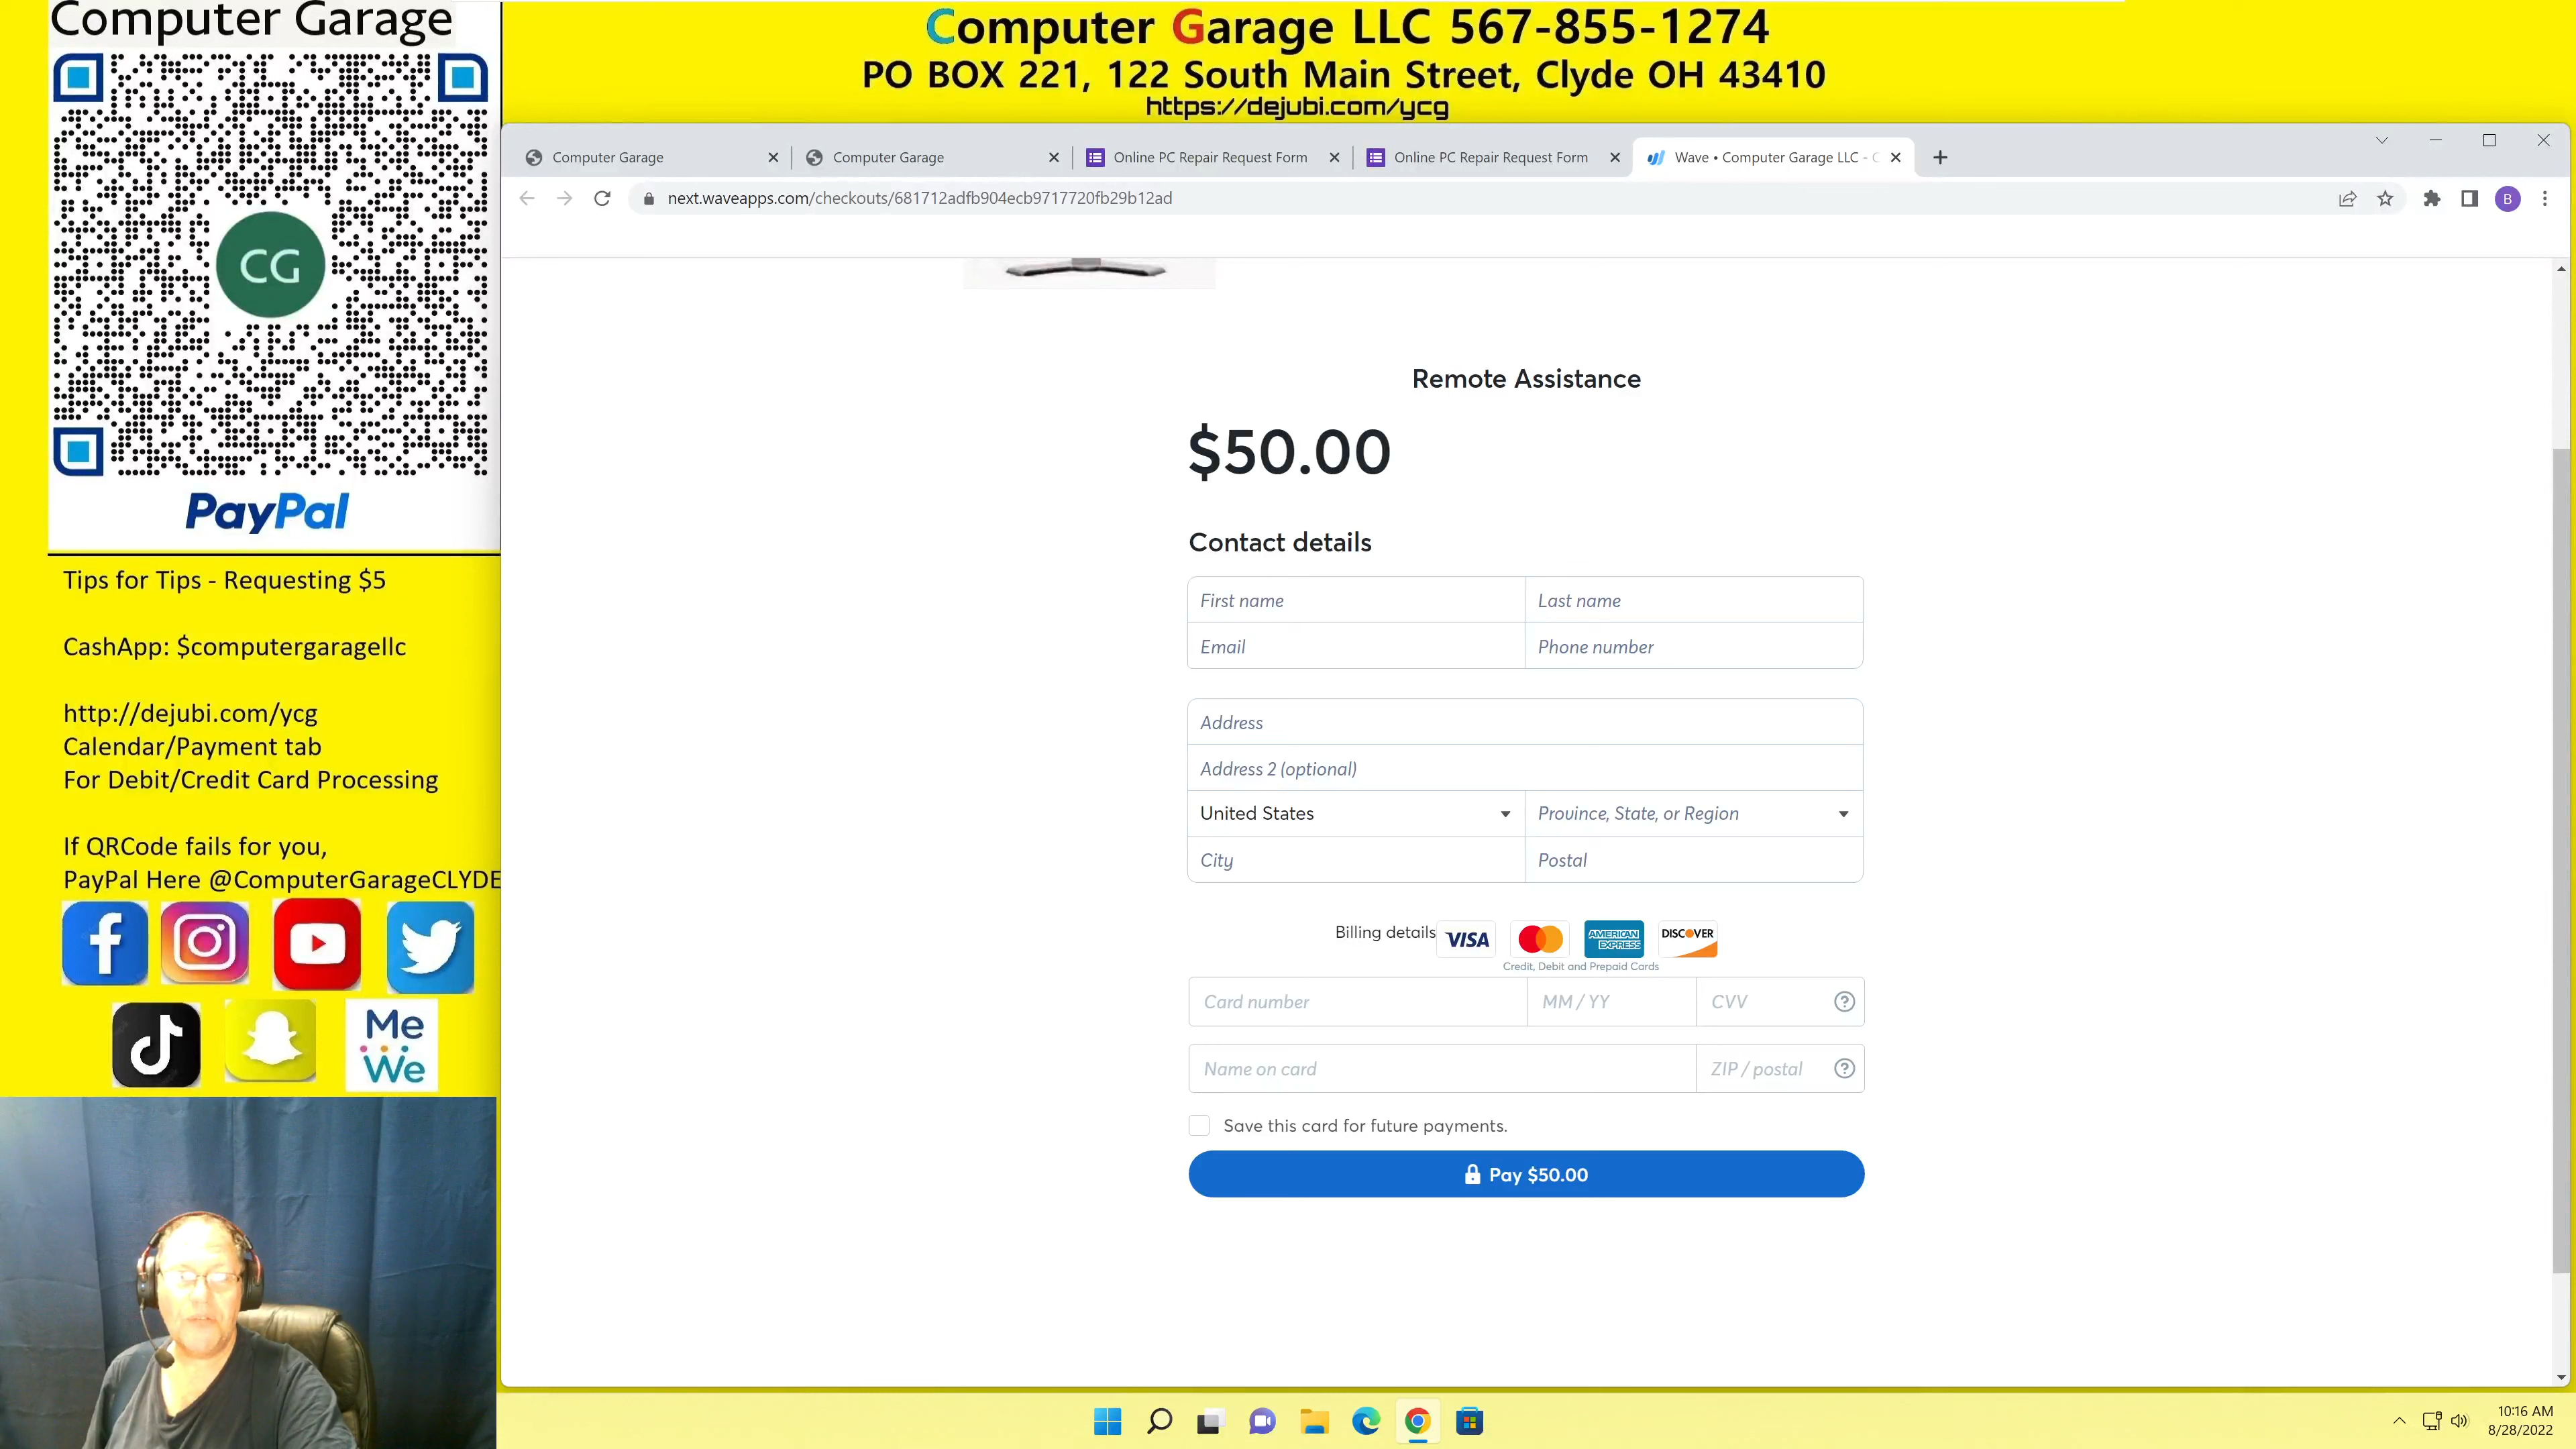 Computer Garage
CG
PayPal
Tips for Tips - Requesting $5
CashApp: $computergaragellc
http://dejubi.com/ycg
Calendar/Payment tab
For Debit/Credit Card Processing
If QRCode fails for you,
PayPal Here @ComputerGarageCLYDE
Me
We
Computer Garage LLC 567-855-1274
PO BOX 221, 122 South Main Street, Clyde OH 43410
https://dejubi.com/ycg
Computer Garage
Computer Garage
Online PC Repair Request Form
Online PC Repair Request Form
Wave • Computer Garage LLC - C
next.waveapps.com/checkouts/681712adfb904ecb9717720fb29b12ad
B
Remote Assistance
$50.00
Contact details
First name Last name
Email Phone number
Address
Address 2 (optional)
United States Province, State, or Region
City Postal
Billing details VISA AMERICAN EXPRESS DISCOVER
Credit, Debit and Prepaid Cards
Card number MM / YY CVV ?
Name on card ZIP / postal ?
Save this card for future payments.
Pay $50.00
10:16 AM
8/28/2022